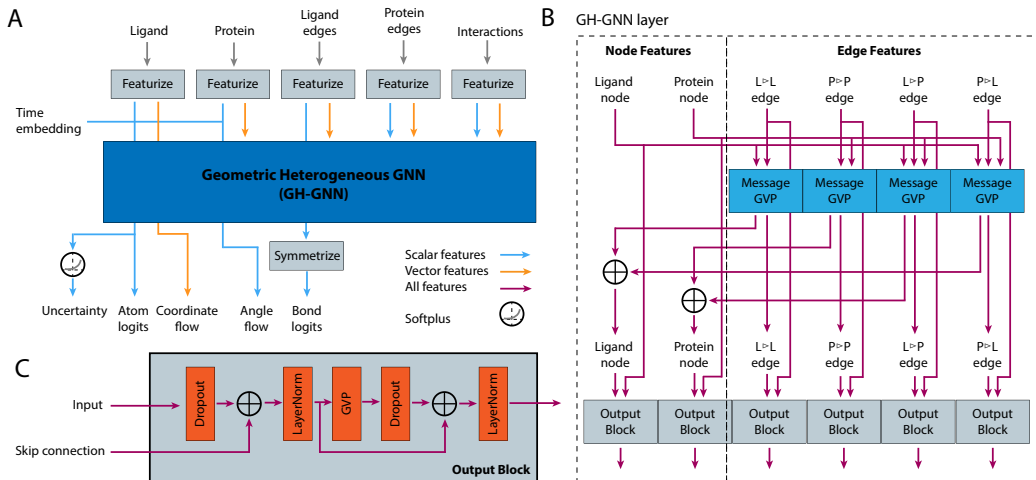 A
Ligand
Protein
Ligand
edges
Protein
edges
Interactions
Featurize
Featurize
Featurize
Featurize
Featurize
Time
embedding
Geometric Heterogeneous GNN
(GH-GNN)
Symmetrize
Scalar features
Vector features
All features
Softplus
Uncertainty
Atom
logits
Coordinate
flow
Angle
flow
Bond
logits
B
GH-GNN layer
Node Features
Edge Features
Ligand
node
Protein
node
L▹L
edge
P▹P
edge
L▹P
edge
P▹L
edge
Message
GVP
Message
GVP
Message
GVP
Message
GVP
Ligand
node
Protein
node
L▹L
edge
P▹P
edge
L▹P
edge
P▹L
edge
Output
Block
Output
Block
Output
Block
Output
Block
Output
Block
Output
Block
C
Input
Skip connection
Dropout
LayerNorm
GVP
Dropout
LayerNorm
Output Block